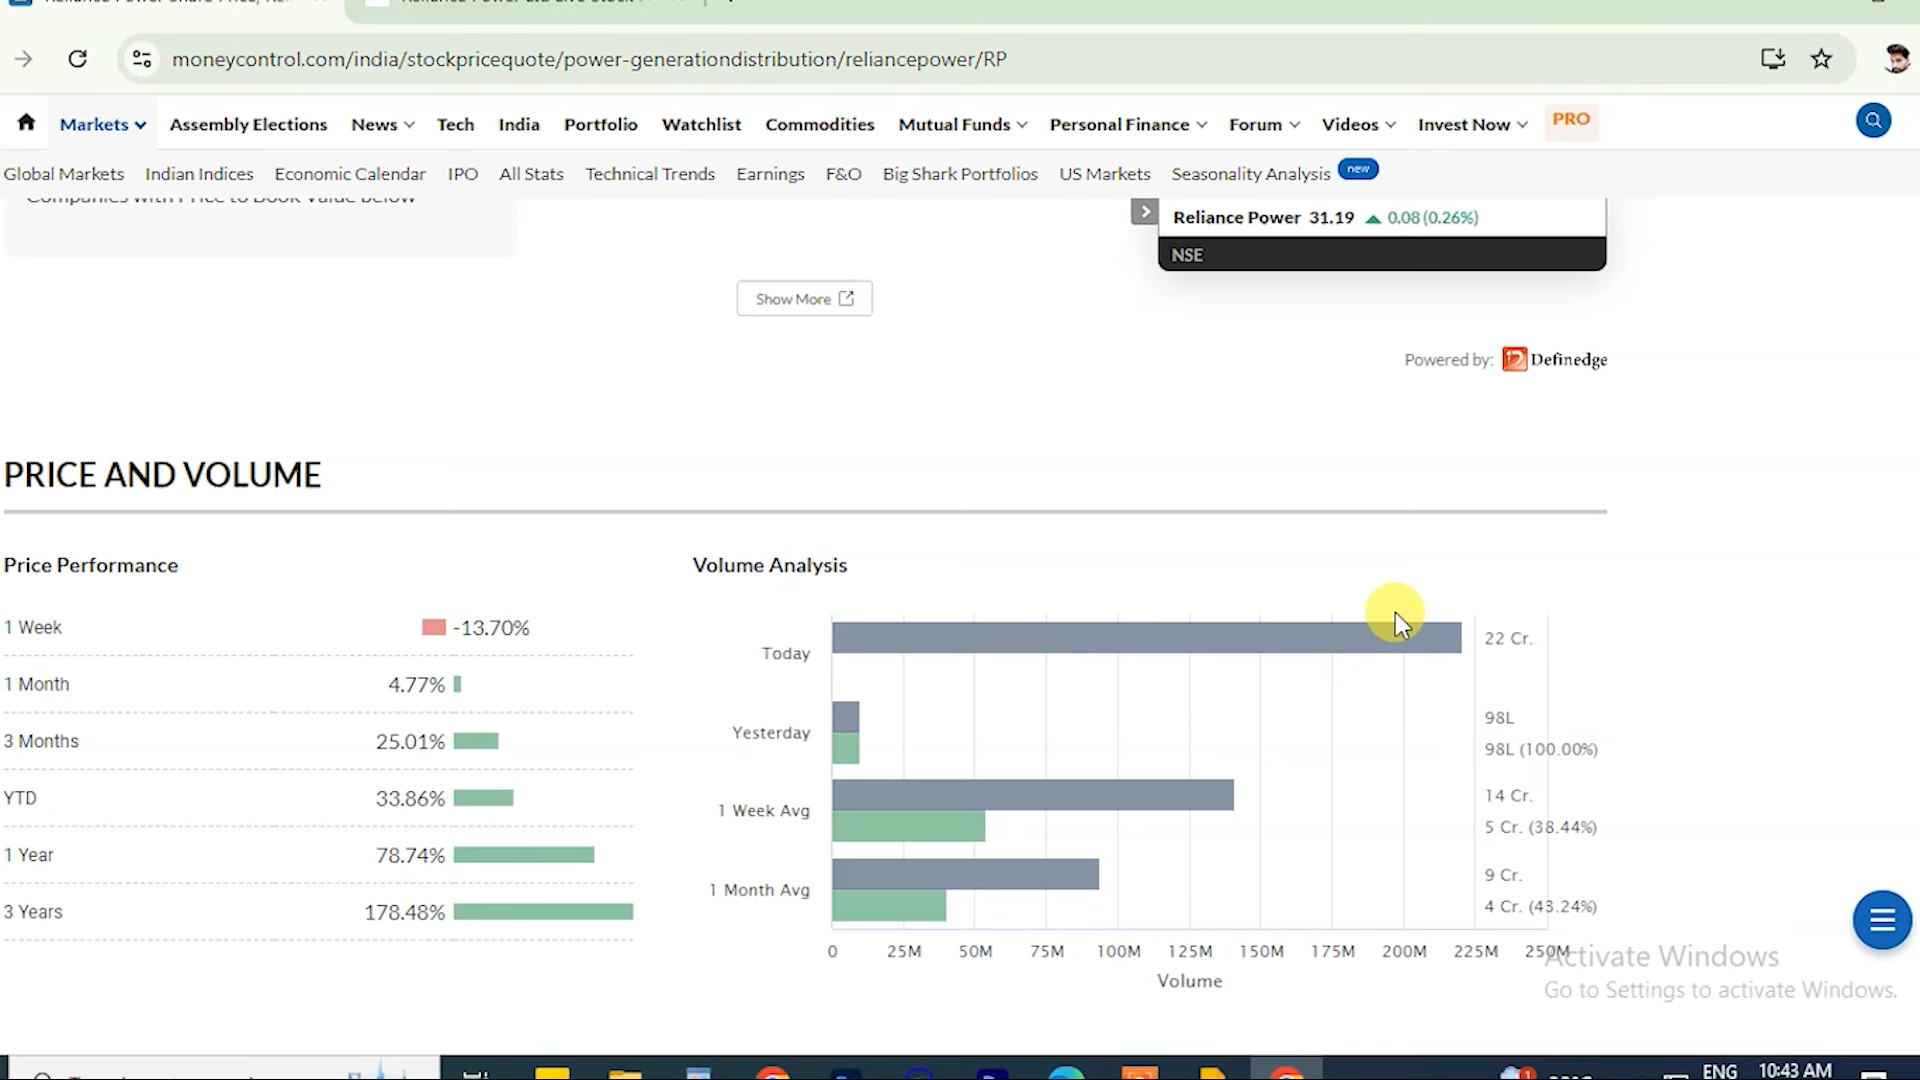 moneycontrol.com/india/stockpricequote/power-generationdistribution/reliancepower/RP
Markets Assembly Elections News Tech India Portfolio Watchlist Commodities Mutual Funds Personal Finance Forum Videos Invest Now PRO
Global Markets Indian Indices Economic Calendar IPO All Stats Technical Trends Earnings F&O Big Shark Portfolios US Markets Seasonality Analysis new
Companies with Price to Book Value below
Reliance Power 31.19 ▲ 0.08 (0.26%)
NSE
Show More
Powered by: Definedge
PRICE AND VOLUME
Price Performance
1 Week -13.70%
1 Month 4.77%
3 Months 25.01%
YTD 33.86%
1 Year 78.74%
3 Years 178.48%
Volume Analysis
Today 22 Cr.
Yesterday 98L
98L (100.00%)
1 Week Avg 14 Cr.
5 Cr. (38.44%)
1 Month Avg 9 Cr.
4 Cr. (43.24%)
0 25M 50M 75M 100M 125M 150M 175M 200M 225M 250M
Volume
Activate Windows
Go to Settings to activate Windows.
ENG 10:43 AM